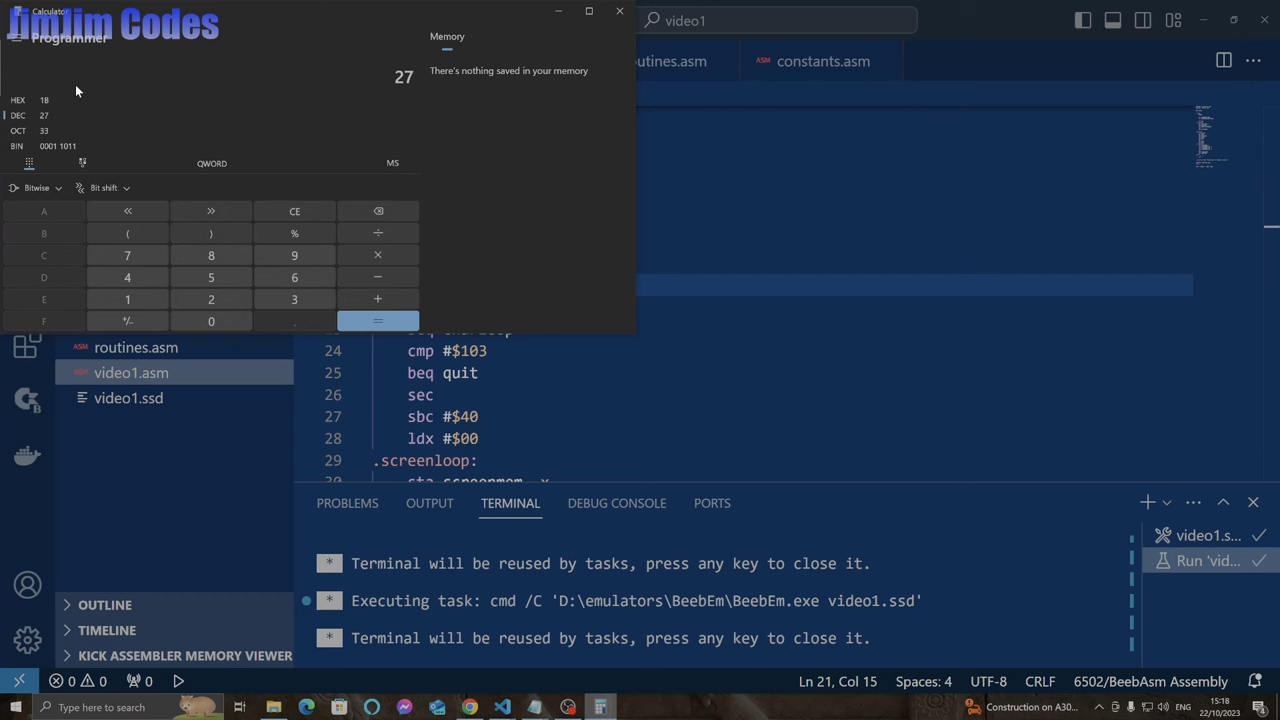 Calculator
Jimlim Codes
Programmer
Memory
There's nothing saved in your memory
27
HEX 1B
DEC 27
OCT 33
BIN 0001 1011
QWORD MS
Bitwise Bit shift
A << >> CE
B ( ) % ÷
C 7 8 9 ×
D 4 5 6 −
E 1 2 3 +
F +/− 0 . =
video1
utines.asm
ASM constants.asm
24 cmp #$103
25 beq quit
26 sec
27 sbc #$40
28 ldx #$00
29 .screenloop:
ASM routines.asm
ASM video1.asm
video1.ssd
PROBLEMS OUTPUT TERMINAL DEBUG CONSOLE PORTS
* Terminal will be reused by tasks, press any key to close it.
* Executing task: cmd /C 'D:\emulators\BeebEm\BeebEm.exe video1.ssd'
* Terminal will be reused by tasks, press any key to close it.
video1.s...
Run 'vid...
OUTLINE
TIMELINE
KICK ASSEMBLER MEMORY VIEWER
0 0 0
Ln 21, Col 15 Spaces: 4 UTF-8 CRLF 6502/BeebAsm Assembly
Type here to search
Construction on A30...
15:18
22/10/2023